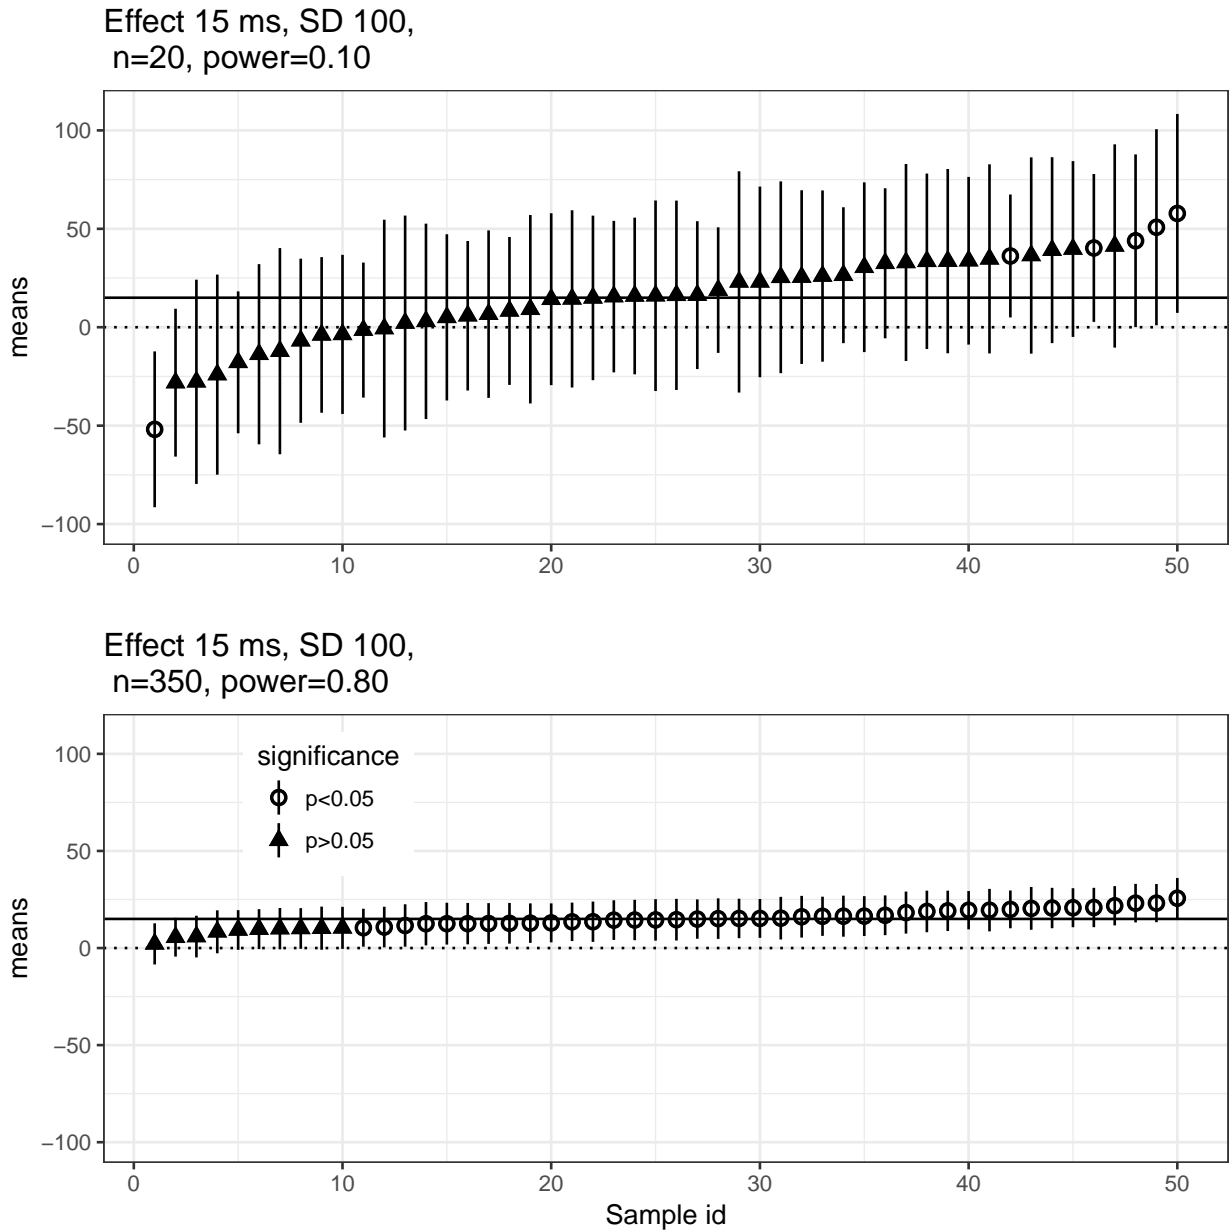 Effect 15 ms, SD 100,
n=20, power=0.10
means
100
50
0
−50
−100
0 10 20 30 40 50
Effect 15 ms, SD 100,
n=350, power=0.80
means
100
50
0
−50
−100
significance
p<0.05
p>0.05
0 10 20 30 40 50
Sample id